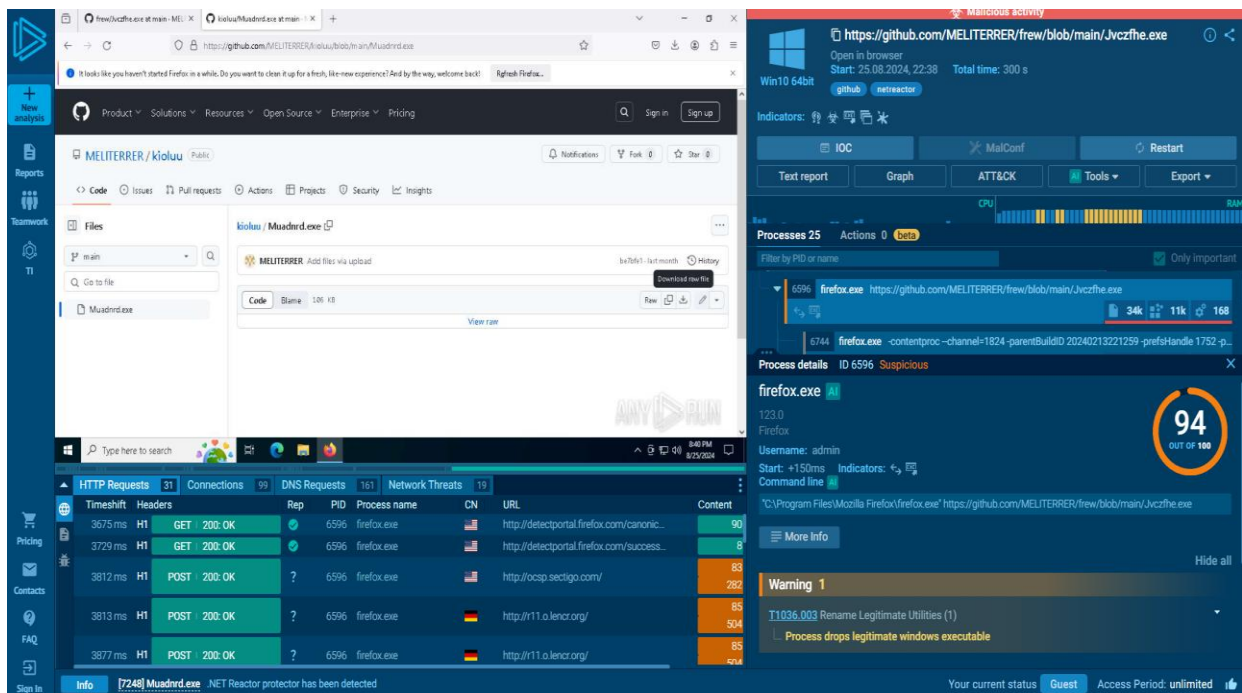 frew/Jvczfhe.exe at main · MEL
kioluu/Muadnrd.exe at main ·
https://github.com/MELITERRER/kioluu/blob/main/Muadnrd.exe
It looks like you haven't started Firefox in a while. Do you want to clean it up for a fresh, like-new experience? And by the way, welcome back!
Refresh Firefox...
Product Solutions Resources Open Source Enterprise Pricing
Sign in Sign up
MELITERRER / kioluu Public
Notifications Fork 0 Star 0
Code Issues Pull requests Actions Projects Security Insights
Files
main
Go to file
Muadnrd.exe
kioluu / Muadnrd.exe
MELITERRER Add files via upload
last month History
Download raw file
Code Blame
Raw
View raw
ANY RUN
Type here to search
8:40 PM
8/25/2024
New analysis
Reports
Teamwork
TI
Pricing
Contacts
FAQ
Sign In
HTTP Requests 31 Connections 99 DNS Requests 161 Network Threats 19
Timeshift Headers Rep PID Process name CN URL Content
3675 ms H1 GET 200: OK 6596 firefox.exe http://detectportal.firefox.com/canonic... 90
3729 ms H1 GET 200: OK 6596 firefox.exe http://detectportal.firefox.com/success... 8
3812 ms H1 POST 200: OK ? 6596 firefox.exe http://ocsp.sectigo.com/ 83
282
3813 ms H1 POST 200: OK ? 6596 firefox.exe http://r11.o.lencr.org/ 85
504
3877 ms H1 POST 200: OK ? 6596 firefox.exe http://r11.o.lencr.org/ 85
504
Info [7248] Muadnrd.exe .NET Reactor protector has been detected
Malicious activity
Win10 64bit
https://github.com/MELITERRER/frew/blob/main/Jvczfhe.exe
Open in browser
Start: 25.08.2024, 22:38 Total time: 300 s
github netreactor
Indicators:
IOC MalConf Restart
Text report Graph ATT&CK AI Tools Export
CPU RAM
Processes 25 Actions 0 beta
Filter by PID or name
Only important
6596 firefox.exe https://github.com/MELITERRER/frew/blob/main/Jvczfhe.exe
34k 11k 168
6744 firefox.exe -contentproc --channel=1824 -parentBuildID 20240213221259 -prefsHandle 1752 -p...
Process details ID 6596 Suspicious X
firefox.exe AI
123.0
Firefox
Username: admin
Start: +150ms Indicators:
Command line AI
94
OUT OF 100
"C:\Program Files\Mozilla Firefox\firefox.exe" https://github.com/MELITERRER/frew/blob/main/Jvczfhe.exe
More Info
Hide all
Warning 1
T1036.003 Rename Legitimate Utilities (1)
Process drops legitimate windows executable
Your current status Guest Access Period: unlimited